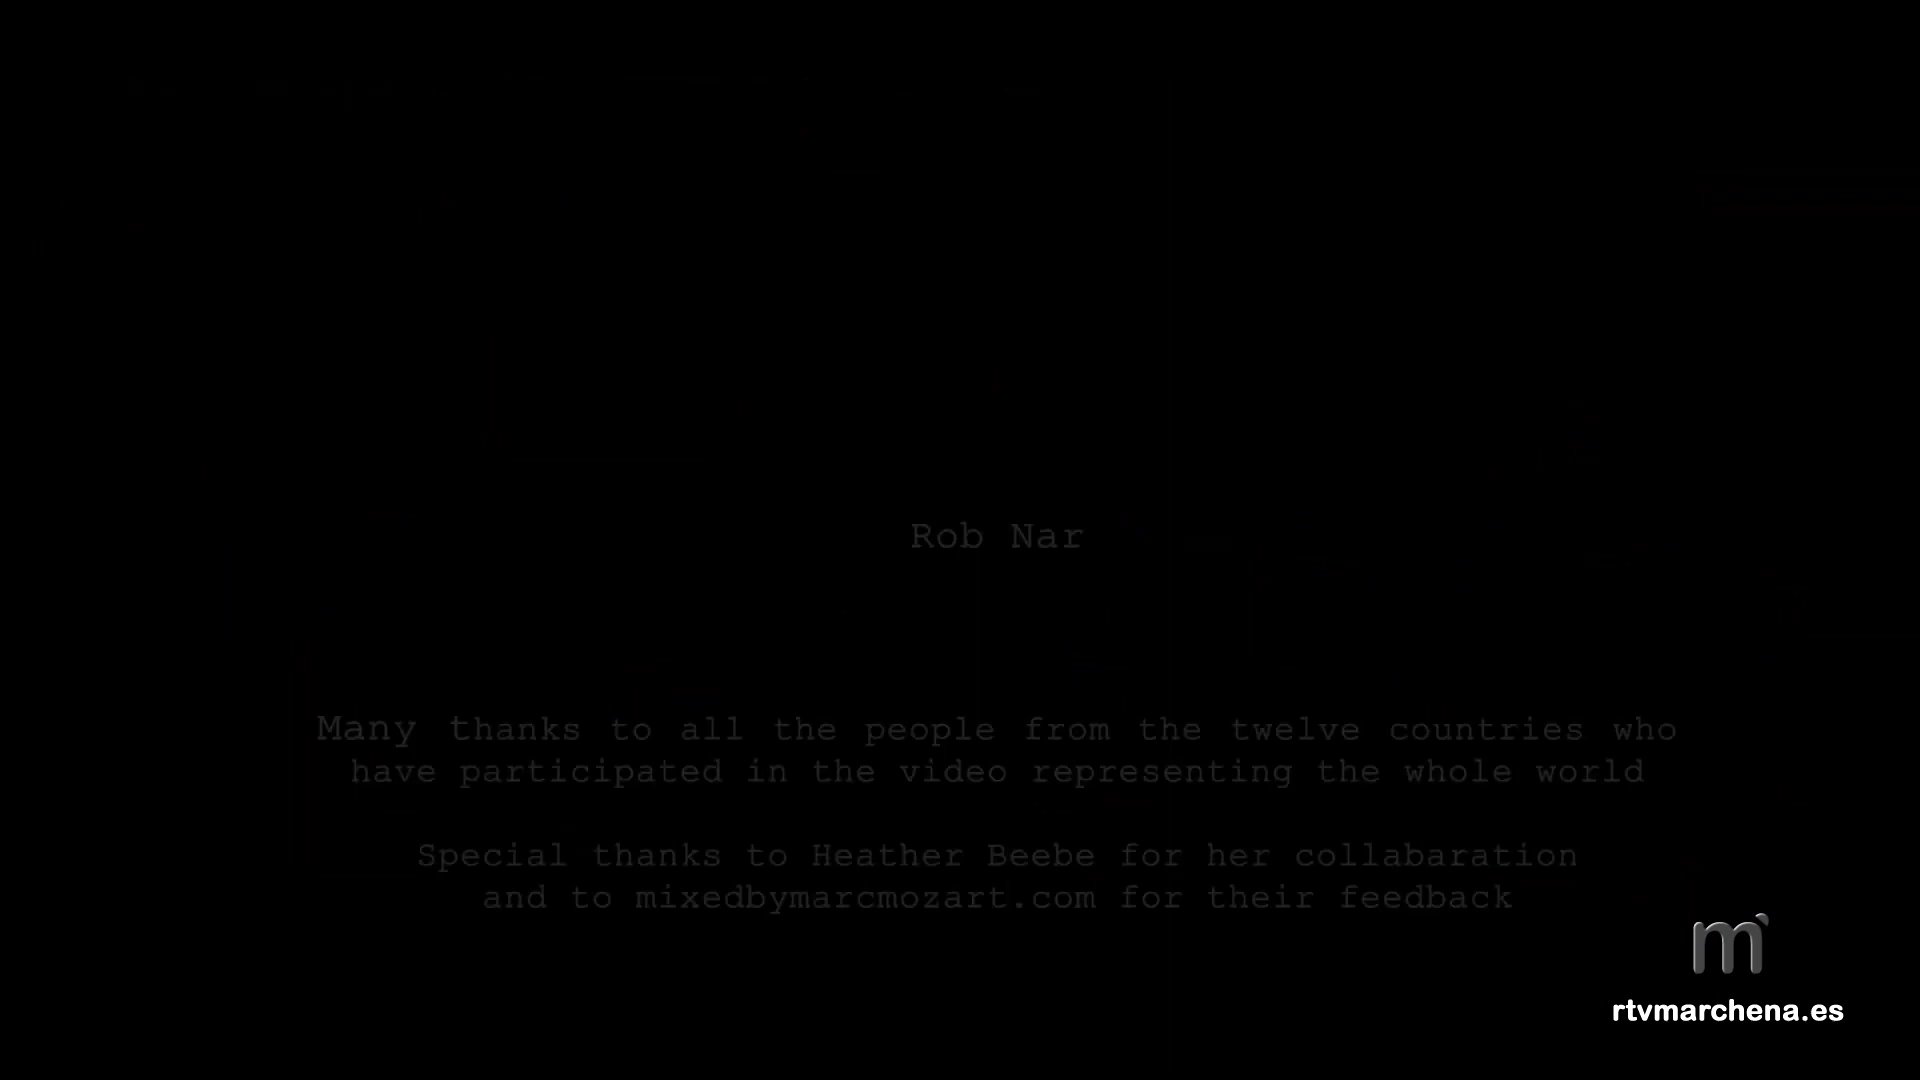 Rob Nar
Many thanks to all the people from the twelve countries who
have participated in the video representing the whole world
Special thanks to Heather Beebe for her collabaration
and to mixedbymarcmozart.com for their feedback
m
rtvmarchena.es